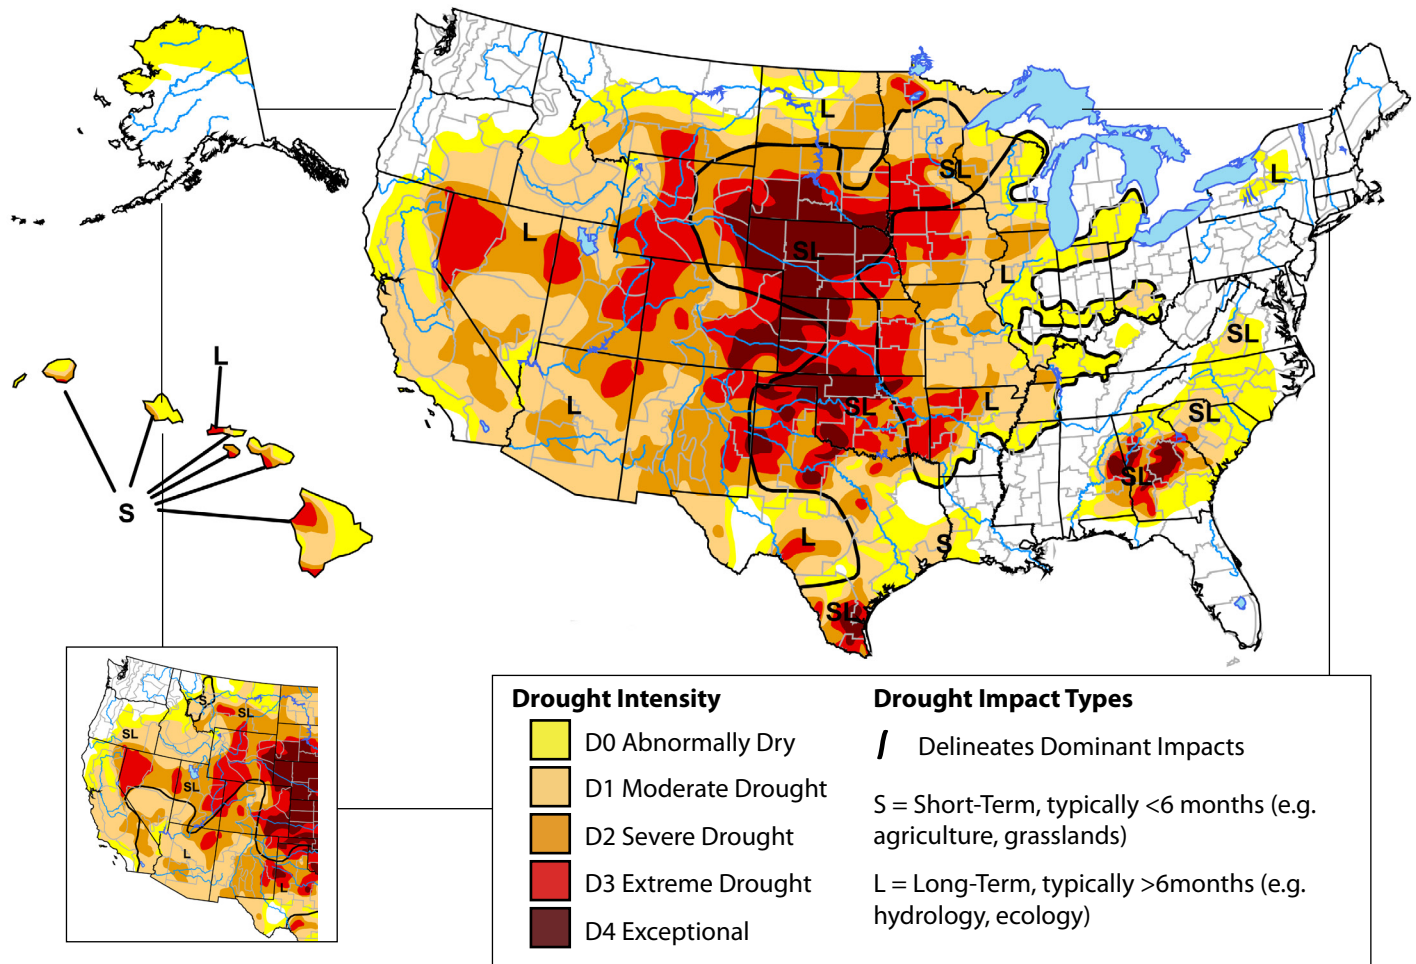 L
SL
L
L
SL
L
SL
L
L
SL
L
SL
SL
S
L
S
SL
S
SL
SL
SL
L
L
Drought Intensity
D0 Abnormally Dry
D1 Moderate Drought
D2 Severe Drought
D3 Extreme Drought
D4 Exceptional
Drought Impact Types
Delineates Dominant Impacts
S = Short-Term, typically <6 months (e.g.
agriculture, grasslands)
L = Long-Term, typically >6months (e.g.
hydrology, ecology)